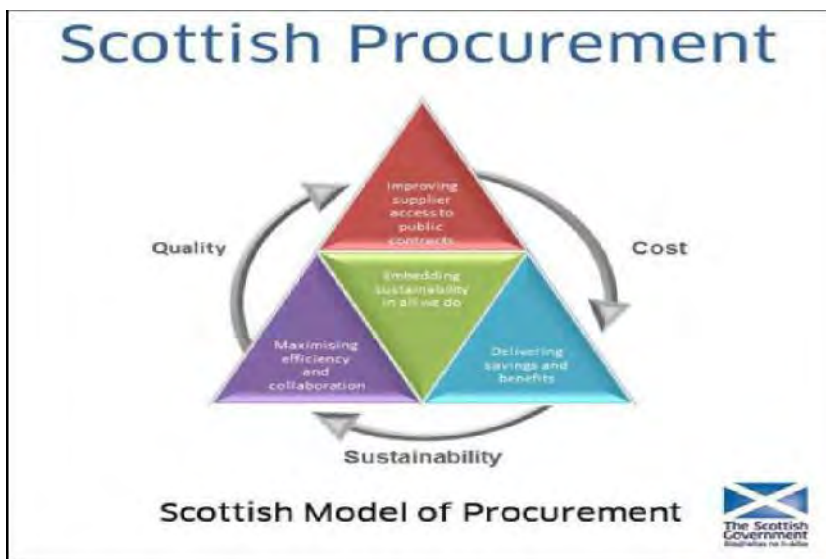 Scottish Procurement
Improving
supplier
access to
public
contracts
Quality
Cost
Embedding
sustainability
in all we do
Maximising
efficiency
and
collaboration
Delivering
savings and
benefits
Sustainability
Scottish Model of Procurement
The Scottish
Government